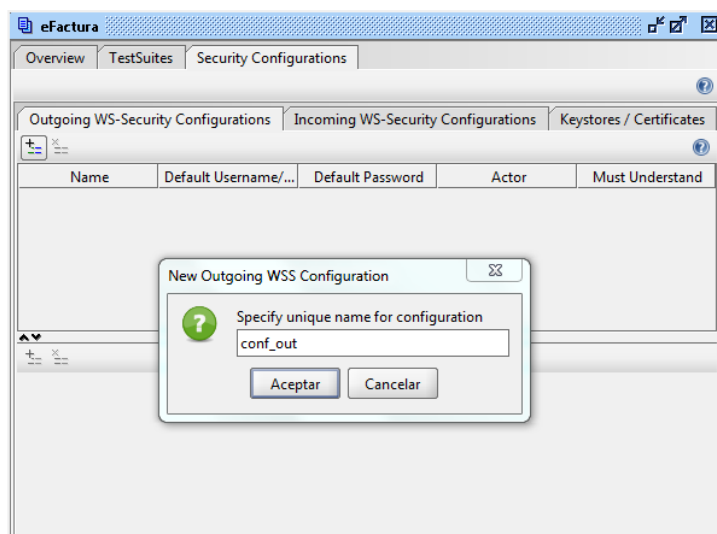 eFactura
Overview TestSuites Security Configurations
Outgoing WS-Security Configurations Incoming WS-Security Configurations Keystores / Certificates
Name Default Username/... Default Password Actor Must Understand
New Outgoing WSS Configuration
Specify unique name for configuration
conf_out
Aceptar Cancelar